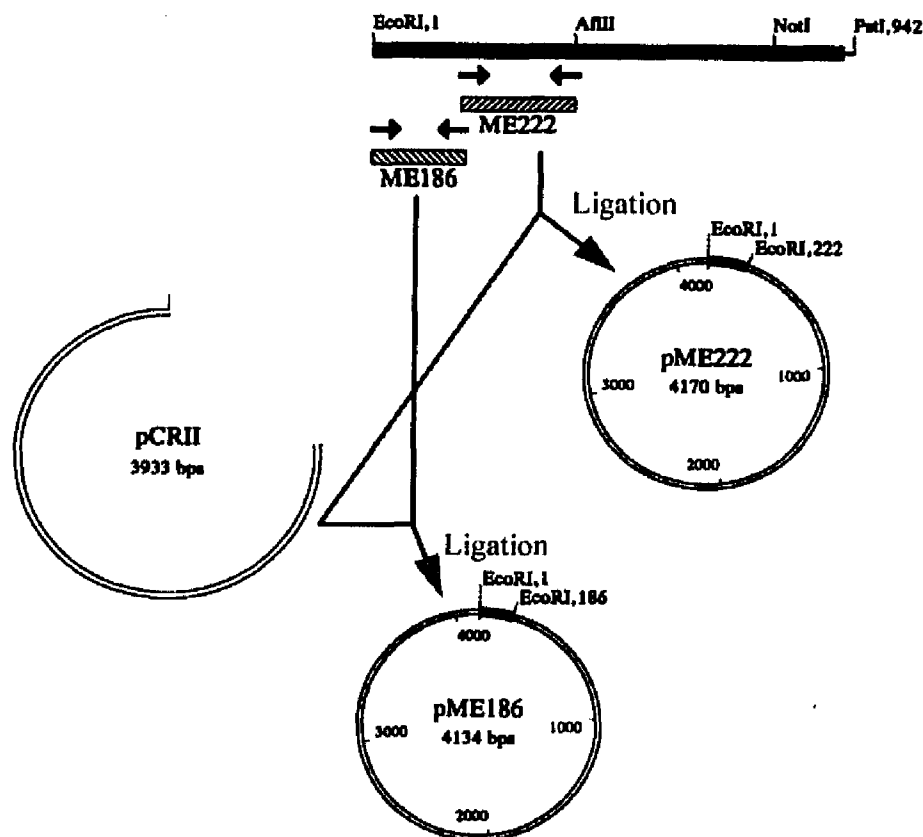 EcoRI,1 AflII NotI PstI,942
ME222
ME186
Ligation
EcoRI,1
EcoRI,222
4000
pME222
4170 bps
1000
3000
2000
pCRII
3933 bps
Ligation
EcoRI,1
EcoRI,186
4000
pME186
4134 bps
1000
3000
2000